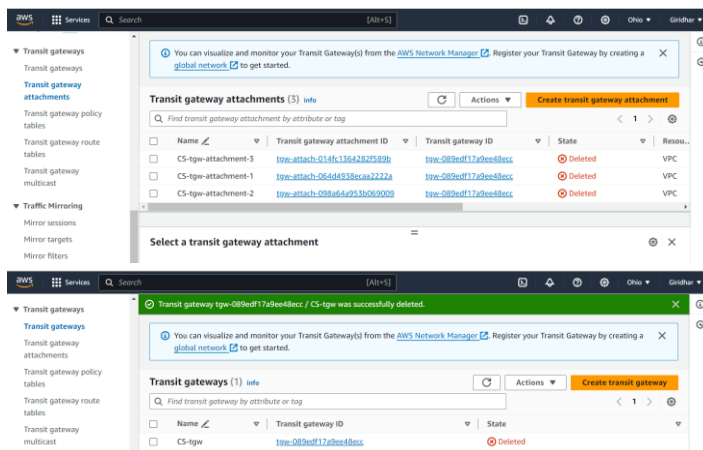 aws Services Search [Alt+S] Ohio Giridhar
Transit gateways
Transit gateways
Transit gateway
attachments
Transit gateway policy
tables
Transit gateway route
tables
Transit gateway
multicast
Traffic Mirroring
Mirror sessions
Mirror targets
Mirror filters
You can visualize and monitor your Transit Gateway(s) from the AWS Network Manager. Register your Transit Gateway by creating a
global network to get started.
Transit gateway attachments (3) Info Actions Create transit gateway attachment
Find transit gateway attachment by attribute or tag 1
Name Transit gateway attachment ID Transit gateway ID State Resou...
CS-tgw-attachment-3 tgw-attach-014fc1364282f589b tgw-089edf17a9ee48ecc Deleted VPC
CS-tgw-attachment-1 tgw-attach-064d4938ecaa2222a tgw-089edf17a9ee48ecc Deleted VPC
CS-tgw-attachment-2 tgw-attach-098a64a953b069009 tgw-089edf17a9ee48ecc Deleted VPC
Select a transit gateway attachment
aws Services Search [Alt+S] Ohio Giridhar
Transit gateways
Transit gateways
Transit gateway
attachments
Transit gateway policy
tables
Transit gateway route
tables
Transit gateway
multicast
Transit gateway tgw-089edf17a9ee48ecc / CS-tgw was successfully deleted.
You can visualize and monitor your Transit Gateway(s) from the AWS Network Manager. Register your Transit Gateway by creating a
global network to get started.
Transit gateways (1) Info Actions Create transit gateway
Find transit gateway by attribute or tag 1
Name Transit gateway ID State
CS-tgw tgw-089edf17a9ee48ecc Deleted